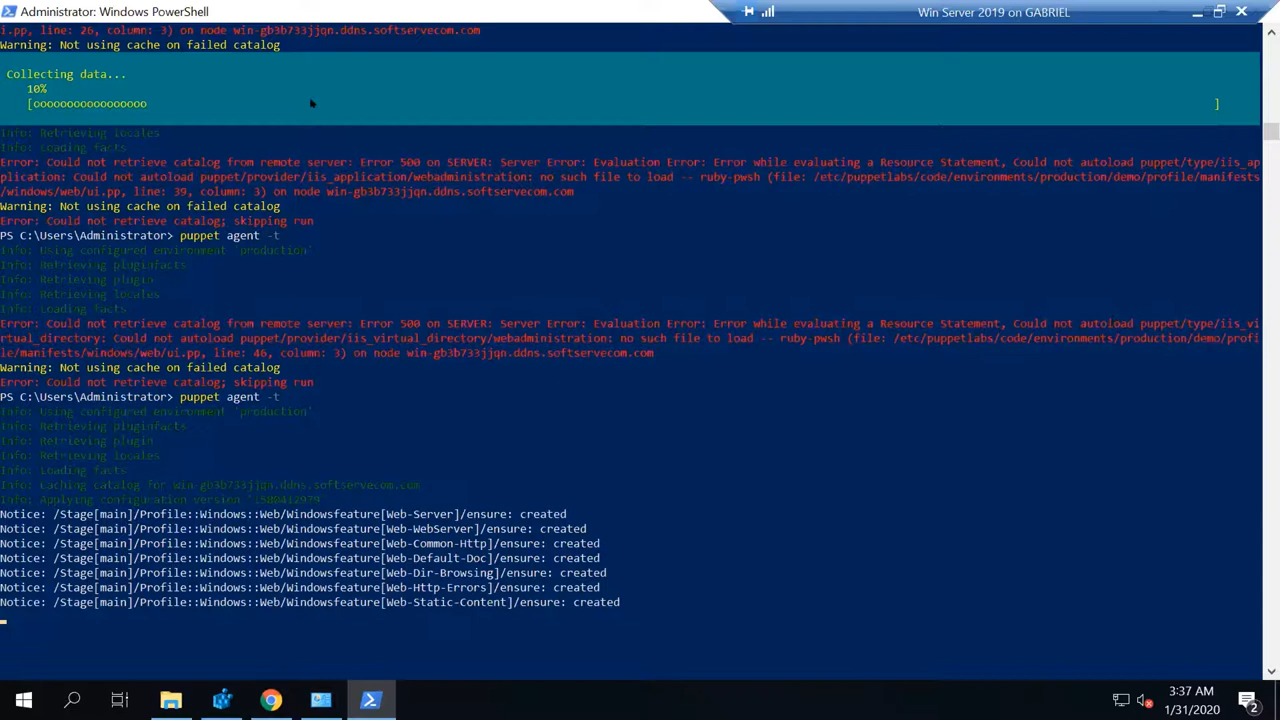 Administrator: Windows PowerShell
Win Server 2019 on GABRIEL
i.pp, line: 26, column: 3) on node win-gb3b733jjqn.ddns.softservecom.com
Warning: Not using cache on failed catalog
Collecting data...
10%
[ooooooooooooooooo ]
Info: Retrieving locales
Info: Loading facts
Error: Could not retrieve catalog from remote server: Error 500 on SERVER: Server Error: Evaluation Error: Error while evaluating a Resource Statement, Could not autoload puppet/type/iis_ap
plication: Could not autoload puppet/provider/iis_application/webadministration: no such file to load -- ruby-pwsh (file: /etc/puppetlabs/code/environments/production/demo/profile/manifests
/windows/web/ui.pp, line: 39, column: 3) on node win-gb3b733jjqn.ddns.softservecom.com
Warning: Not using cache on failed catalog
Error: Could not retrieve catalog; skipping run
PS C:\Users\Administrator> puppet agent -t
Info: Using configured environment 'production'
Info: Retrieving pluginfacts
Info: Retrieving plugin
Info: Retrieving locales
Info: Loading facts
Error: Could not retrieve catalog from remote server: Error 500 on SERVER: Server Error: Evaluation Error: Error while evaluating a Resource Statement, Could not autoload puppet/type/iis_vi
rtual_directory: Could not autoload puppet/provider/iis_virtual_directory/webadministration: no such file to load -- ruby-pwsh (file: /etc/puppetlabs/code/environments/production/demo/profi
le/manifests/windows/web/ui.pp, line: 46, column: 3) on node win-gb3b733jjqn.ddns.softservecom.com
Warning: Not using cache on failed catalog
Error: Could not retrieve catalog; skipping run
PS C:\Users\Administrator> puppet agent -t
Info: Using configured environment 'production'
Info: Retrieving pluginfacts
Info: Retrieving plugin
Info: Retrieving locales
Info: Loading facts
Info: Caching catalog for win-gb3b733jjqn.ddns.softservecom.com
Info: Applying configuration version '1580412979'
Notice: /Stage[main]/Profile::Windows::Web/Windowsfeature[Web-Server]/ensure: created
Notice: /Stage[main]/Profile::Windows::Web/Windowsfeature[Web-WebServer]/ensure: created
Notice: /Stage[main]/Profile::Windows::Web/Windowsfeature[Web-Common-Http]/ensure: created
Notice: /Stage[main]/Profile::Windows::Web/Windowsfeature[Web-Default-Doc]/ensure: created
Notice: /Stage[main]/Profile::Windows::Web/Windowsfeature[Web-Dir-Browsing]/ensure: created
Notice: /Stage[main]/Profile::Windows::Web/Windowsfeature[Web-Http-Errors]/ensure: created
Notice: /Stage[main]/Profile::Windows::Web/Windowsfeature[Web-Static-Content]/ensure: created
3:37 AM
1/31/2020
2